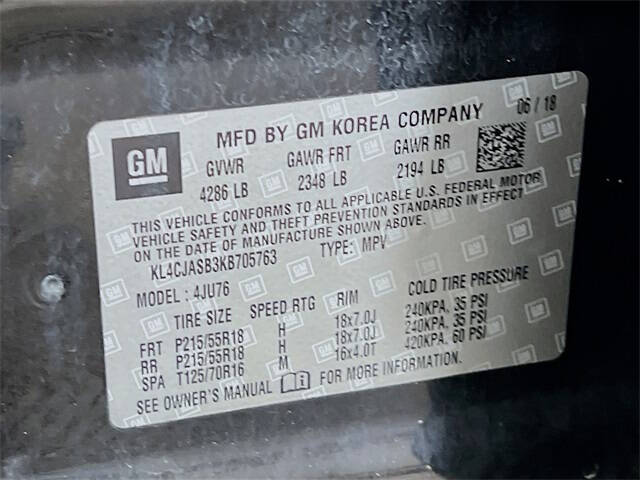 GM
MFD BY GM KOREA COMPANY 06 / 18
GVWR GAWR FRT GAWR RR
4286 LB 2348 LB 2194 LB
THIS VEHICLE CONFORMS TO ALL APPLICABLE U.S. FEDERAL MOTOR
VEHICLE SAFETY AND THEFT PREVENTION STANDARDS IN EFFECT
ON THE DATE OF MANUFACTURE SHOWN ABOVE.
KL4CJASB3KB705763 TYPE: MPV
MODEL : 4JU76
TIRE SIZE SPEED RTG RIM COLD TIRE PRESSURE
FRT P215/55R18 H 18x7.0J 240KPA, 35 PSI
RR P215/55R18 H 18x7.0J 240KPA, 35 PSI
SPA T125/70R16 M 16x4.0T 420KPA, 60 PSI
SEE OWNER'S MANUAL FOR MORE INFORMATION.